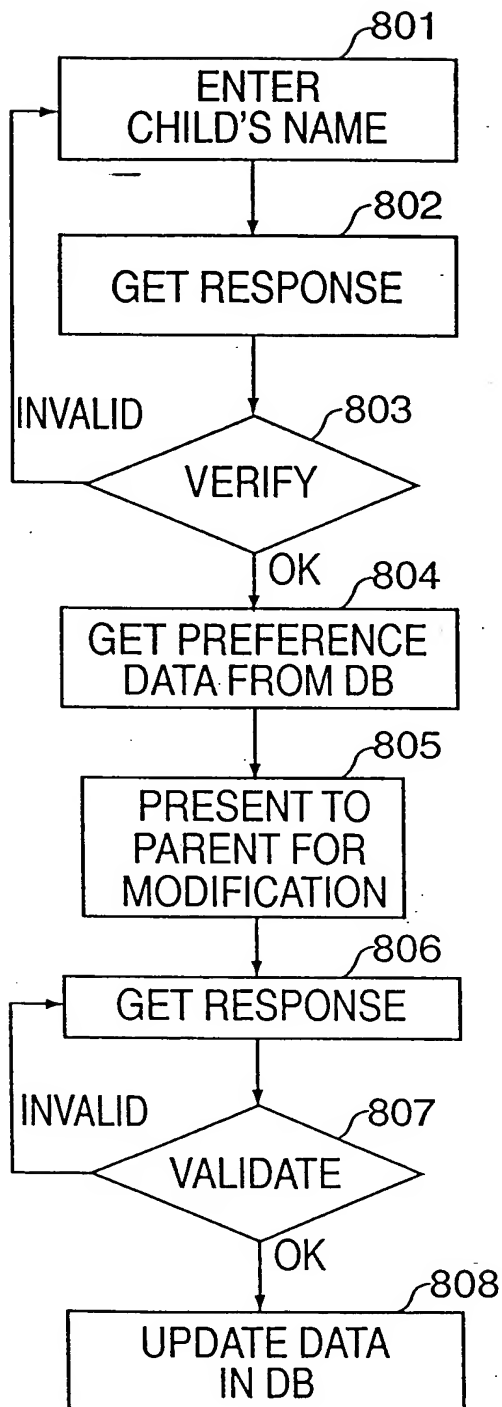 801
ENTER
CHILD'S NAME
802
GET RESPONSE
803
INVALID
VERIFY
OK
804
GET PREFERENCE
DATA FROM DB
805
PRESENT TO
PARENT FOR
MODIFICATION
806
GET RESPONSE
INVALID
807
VALIDATE
OK
808
UPDATE DATA
IN DB